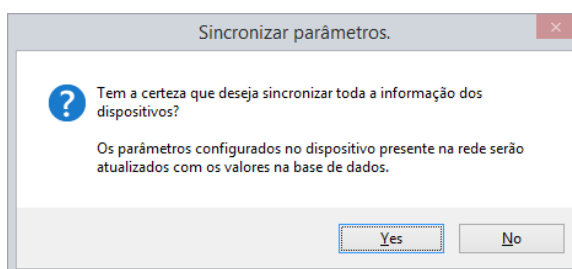 Sincronizar parâmetros.
Tem a certeza que deseja sincronizar toda a informação dos
dispositivos?
Os parâmetros configurados no dispositivo presente na rede serão
atualizados com os valores na base de dados.
Yes
No